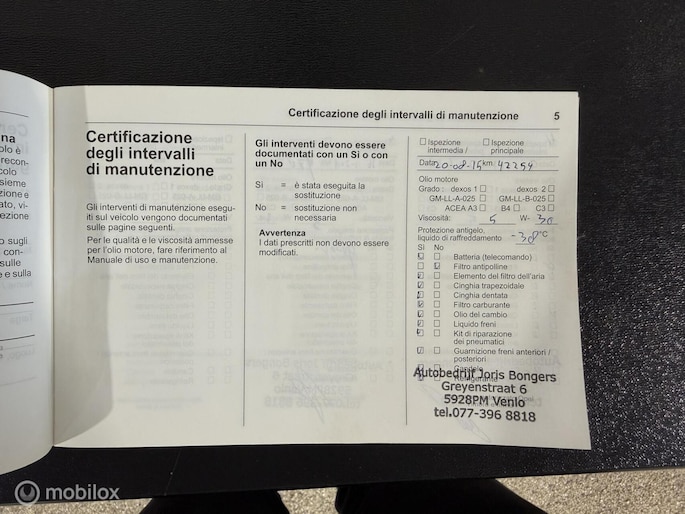 Certificazione degli intervalli di manutenzione 5
Certificazione
degli intervalli
di manutenzione
Gli interventi di manutenzione esegu-
iti sul veicolo vengono documentati
sulle pagine seguenti.
Per le qualità e le viscosità ammesse
per l'olio motore, fare riferimento al
Manuale di uso e manutenzione.
Gli interventi devono essere
documentati con un Sì o con
un No
Sì = è stata eseguita la
sostituzione
No = sostituzione non
necessaria
Avvertenza
I dati prescritti non devono essere
modificati.
Ispezione Ispezione
intermedia / principale
Data: 20-08-15 km: 42254
Olio motore
Grado: dexos 1 dexos 2
GM-LL-A-025 GM-LL-B-025
ACEA A3 B4 C3
Viscosità: 5 W- 30
Protezione antigelo,
liquido di raffreddamento -38 °C
Sì No
Batteria (telecomando)
Filtro antipolline
Elemento del filtro dell'aria
Cinghia trapezoidale
Cinghia dentata
Filtro carburante
Olio del cambio
Liquido freni
Kit di riparazione
dei pneumatici
Guarnizione freni anteriori /
posteriori
Autobedrijf Joris Bongers
Greyenstraat 6
5928PM Venlo
tel.077-396 8818
mobilox